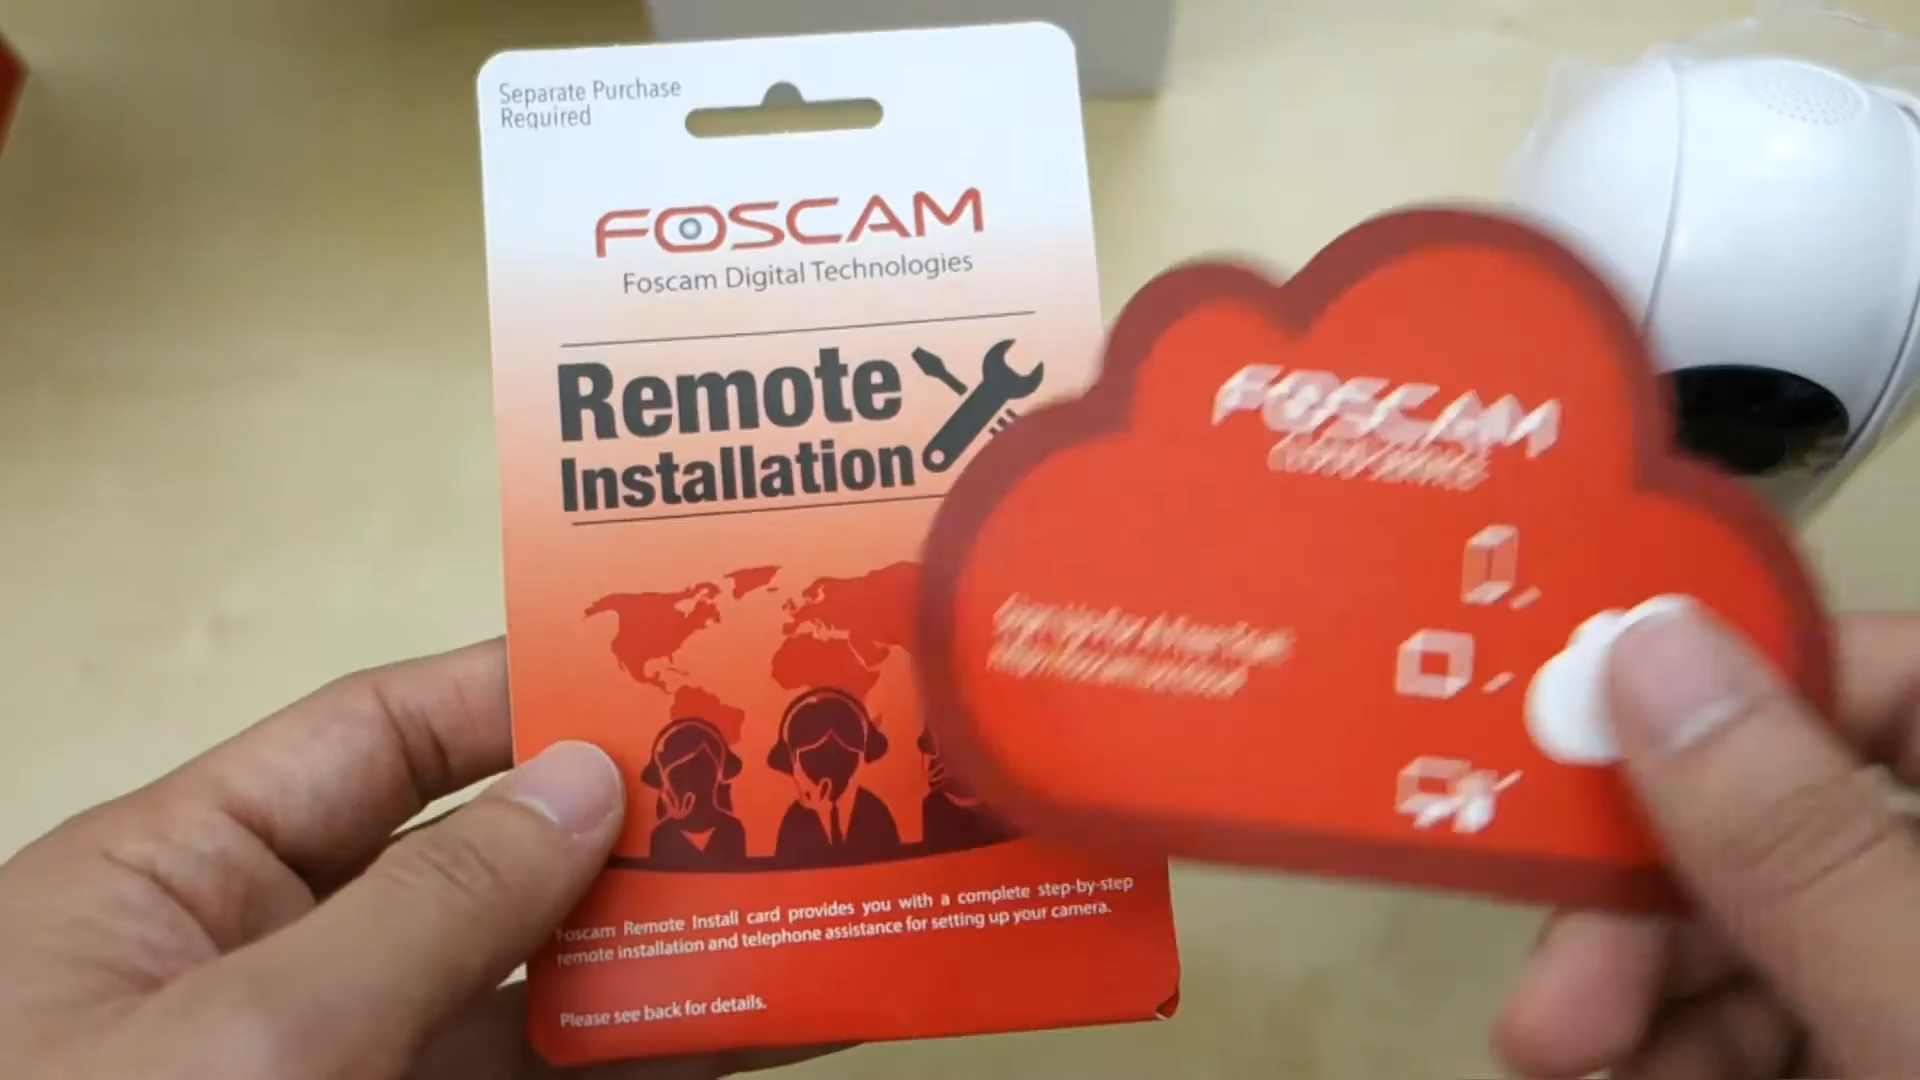 Separate Purchase
Required
FOSCAM
Foscam Digital Technologies
Remote
Installation
Foscam Remote Install card provides you with a complete step-by-step
remote installation and telephone assistance for setting up your camera.
Please see back for details.
FOSCAM